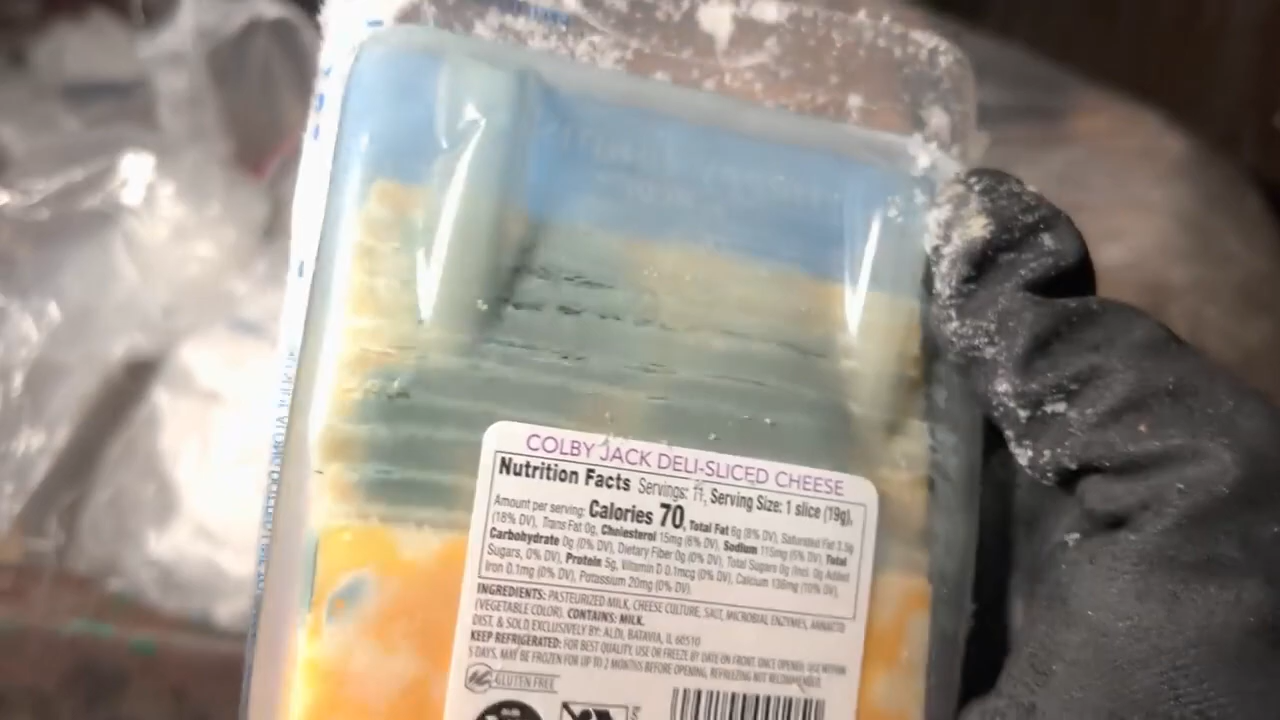 COLBY JACK DELI-SLICED CHEESE
Nutrition Facts Servings: 11, Serving Size: 1 slice (19g),
Amount per serving: Calories 70, Total Fat 6g (8% DV), Saturated Fat 3.5g
(18% DV), Trans Fat 0g, Cholesterol 15mg (6% DV), Sodium 115mg (5% DV), Total
Carbohydrate 0g (0% DV), Dietary Fiber 0g (0% DV), Total Sugars 0g (Incl. 0g Added
Sugars, 0% DV), Protein 5g, Vitamin D 0.1mcg (0% DV), Calcium 136mg (10% DV),
Iron 0.1mg (0% DV), Potassium 20mg (0% DV).
INGREDIENTS: PASTEURIZED MILK, CHEESE CULTURE, SALT, MICROBIAL ENZYMES, ANNATTO
(VEGETABLE COLOR). CONTAINS: MILK.
DIST. & SOLD EXCLUSIVELY BY: ALDI, BATAVIA, IL 60510
KEEP REFRIGERATED: FOR BEST QUALITY, USE OR FREEZE BY DATE ON FRONT. ONCE OPENED, USE WITHIN
5 DAYS. MAY BE FROZEN FOR UP TO 2 MONTHS BEFORE OPENING. REFREEZING NOT RECOMMENDED.
GLUTEN FREE